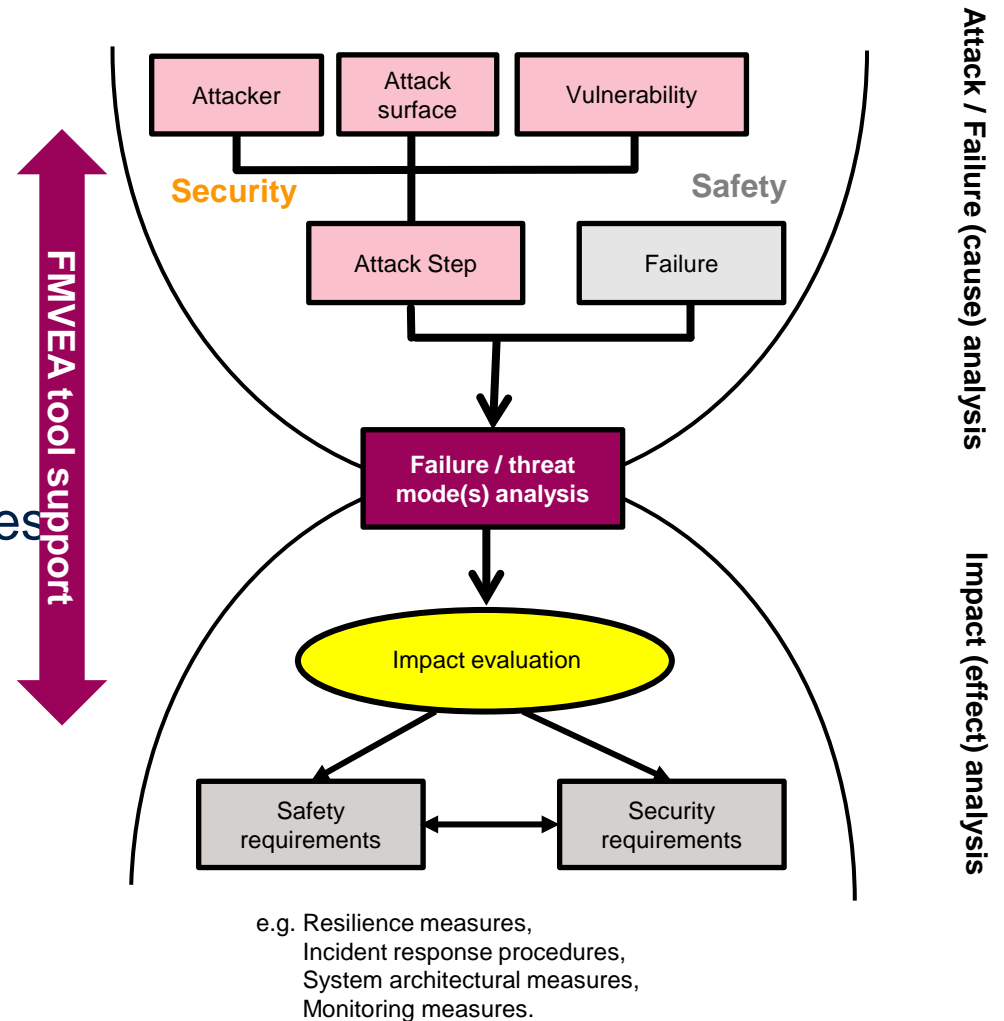 Attacker
Attack
surface
Vulnerability
Security
Safety
Attack Step
Failure
Failure / threat
mode(s) analysis
Impact evaluation
Safety
requirements
Security
requirements
e.g. Resilience measures,
Incident response procedures,
System architectural measures,
Monitoring measures.
FMVEA tool support
es
Attack / Failure (cause) analysis
Impact (effect) analysis